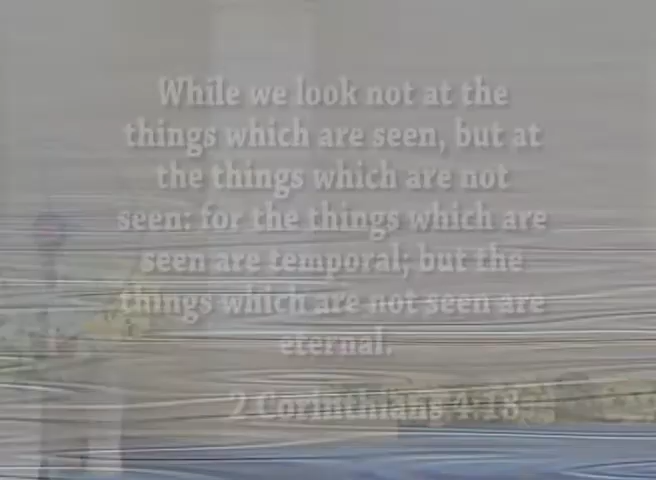 While we look not at the
things which are seen, but at
the things which are not
seen: for the things which are
seen are temporal; but the
things which are not seen are
eternal.
2 Corinthians 4:18